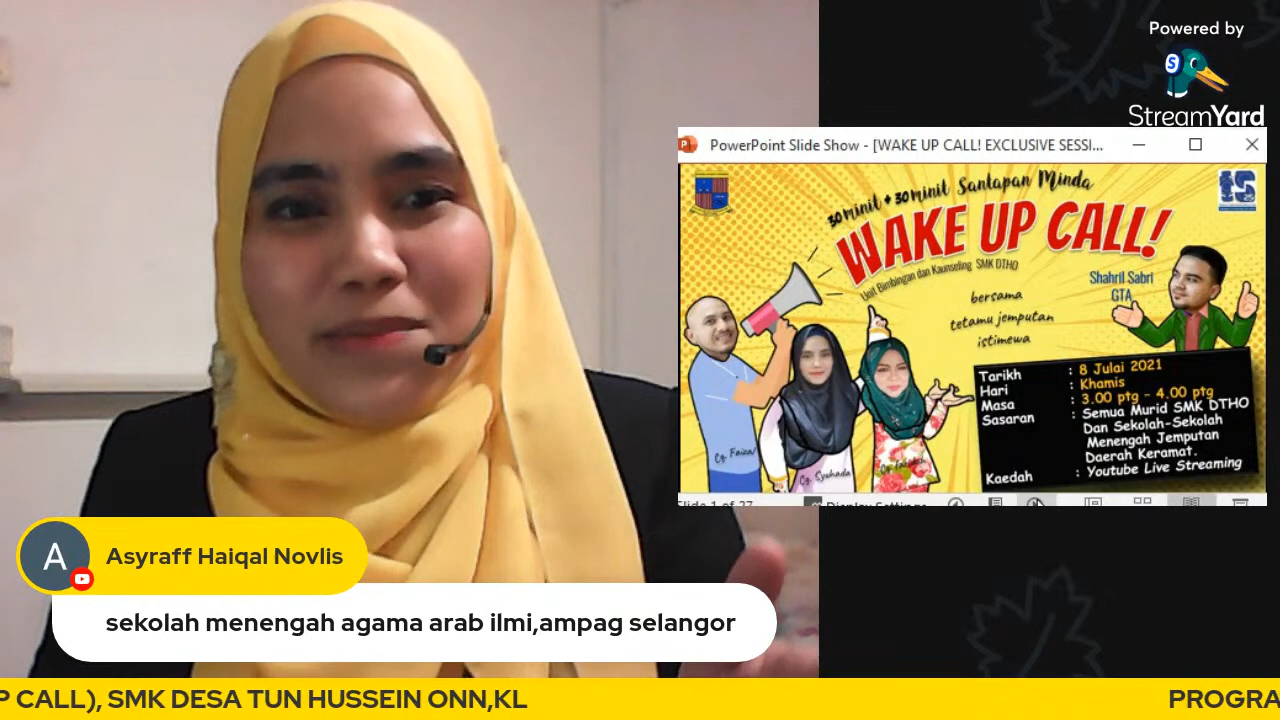 Powered by
StreamYard
PowerPoint Slide Show - [WAKE UP CALL! EXCLUSIVE SESSI...
30 minit + 30 minit Santapan Minda
WAKE UP CALL!
Unit Bimbingan dan Kaunseling SMK DTHO
bersama
tetamu jemputan
istimewa
Shahril Sabri
GTA
Tarikh : 8 Julai 2021
Hari : Khamis
Masa : 3.00 ptg - 4.00 ptg
Sasaran : Semua Murid SMK DTHO
Dan Sekolah-Sekolah
Menengah Jemputan
Daerah Keramat.
Kaedah : Youtube Live Streaming
Cg. Faizal
Cg. Syuhada
A
Asyraff Haiqal Novlis
sekolah menengah agama arab ilmi,ampag selangor
P CALL), SMK DESA TUN HUSSEIN ONN,KL
PROGRA